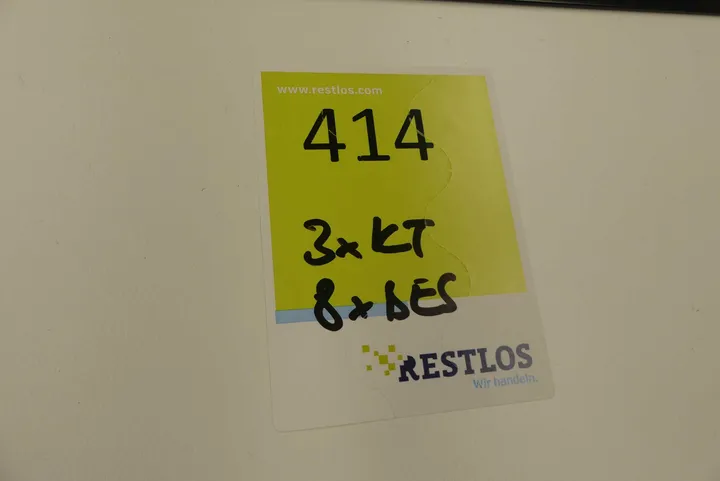 www.restlos.com
414
3x KT
8x DES
RESTLOS
Wir handeln.